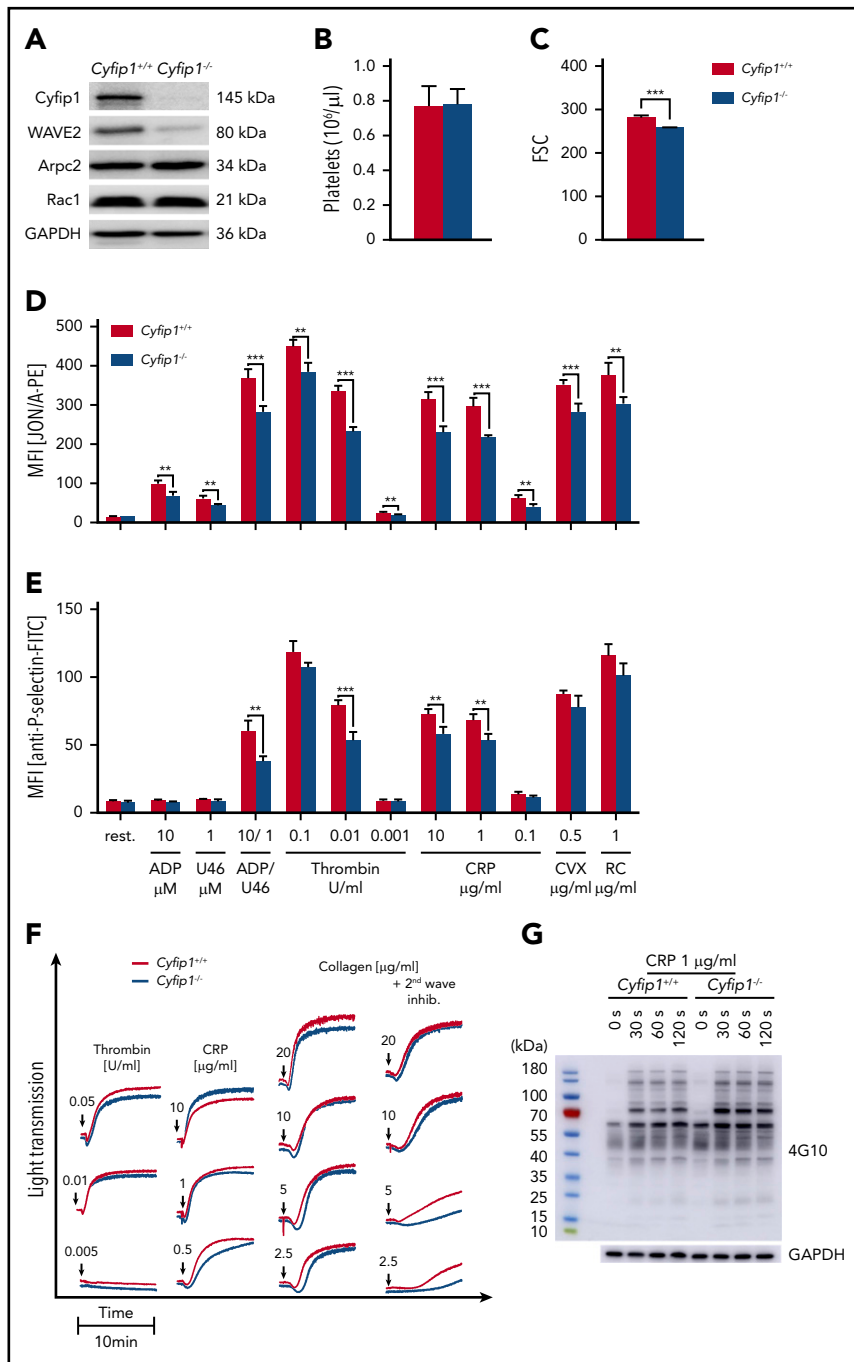 A
Cyfip1+/+ Cyfip1-/-
Cyfip1 145 kDa
WAVE2 80 kDa
Arpc2 34 kDa
Rac1 21 kDa
GAPDH 36 kDa
B
Platelets (10⁶/µl)
1.0
0.8
0.6
0.4
0.2
0
C
FSC
400
300
200
100
0
***
Cyfip1+/+
Cyfip1-/-
D
MFI [JON/A-PE]
500
400
300
200
100
0
Cyfip1+/+
Cyfip1-/-
** ** *** ** *** ** *** *** ** *** **
E
MFI [anti-P-selectin-FITC]
150
100
50
0
** *** ** **
rest. 10 1 10/ 1 0.1 0.01 0.001 10 1 0.1 0.5 1
ADP U46 ADP/ Thrombin CRP CVX RC
µM µM U46 U/ml µg/ml µg/ml µg/ml
F
Light transmission
Cyfip1+/+
Cyfip1-/-
Collagen [µg/ml]
+ 2nd wave
inhib.
Thrombin CRP
[U/ml] [µg/ml]
20 20
0.05 10 10 10
0.01 1 5 5
0.005 0.5 2.5 2.5
Time
10min
G
CRP 1 µg/ml
Cyfip1+/+ Cyfip1-/-
0 s 30 s 60 s 120 s 0 s 30 s 60 s 120 s
(kDa)
180
100
70
55
40
35
25
15
10
4G10
GAPDH